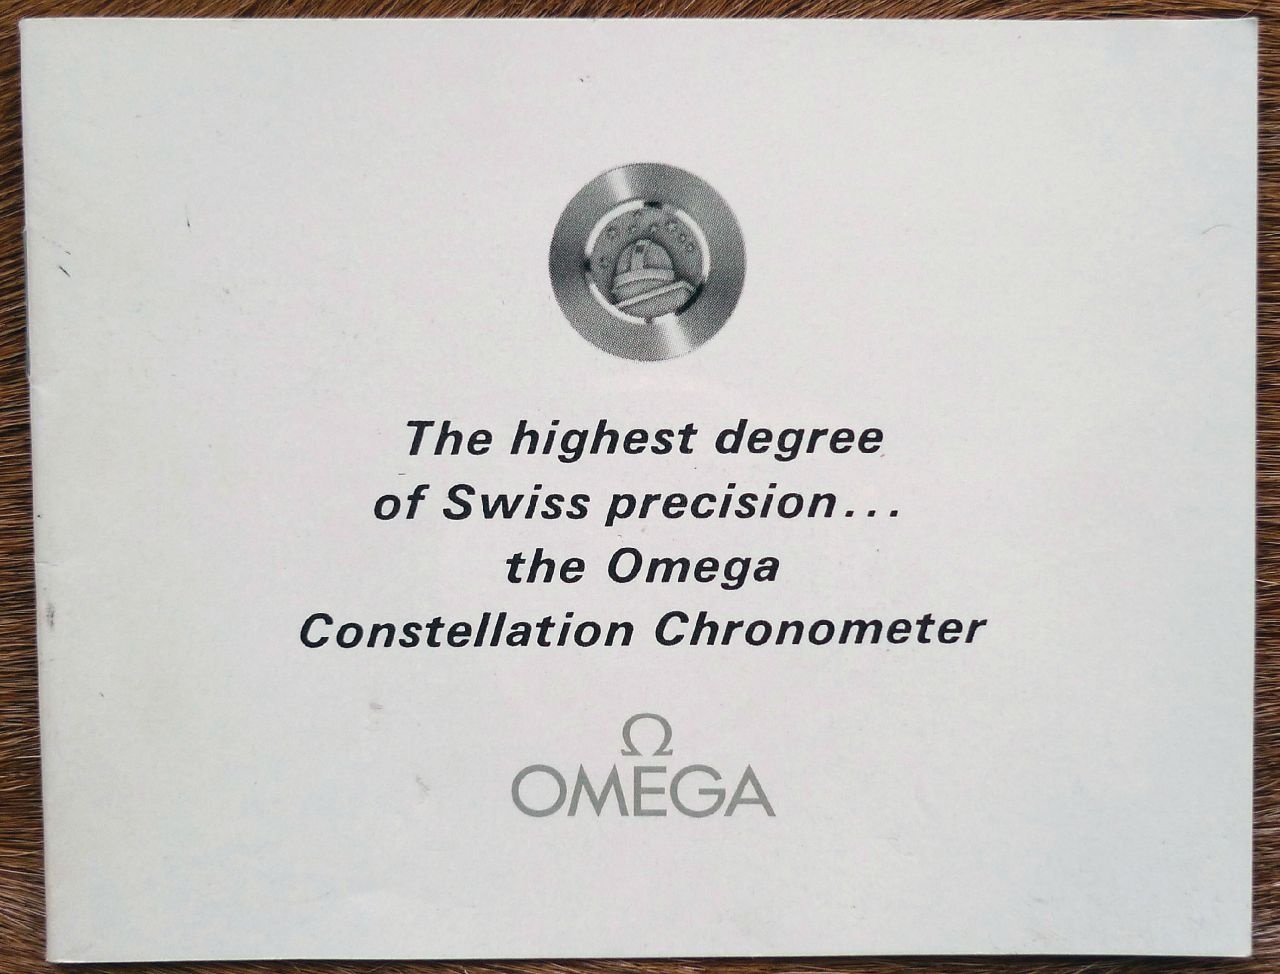 The highest degree
of Swiss precision...
the Omega
Constellation Chronometer
Ω
OMEGA